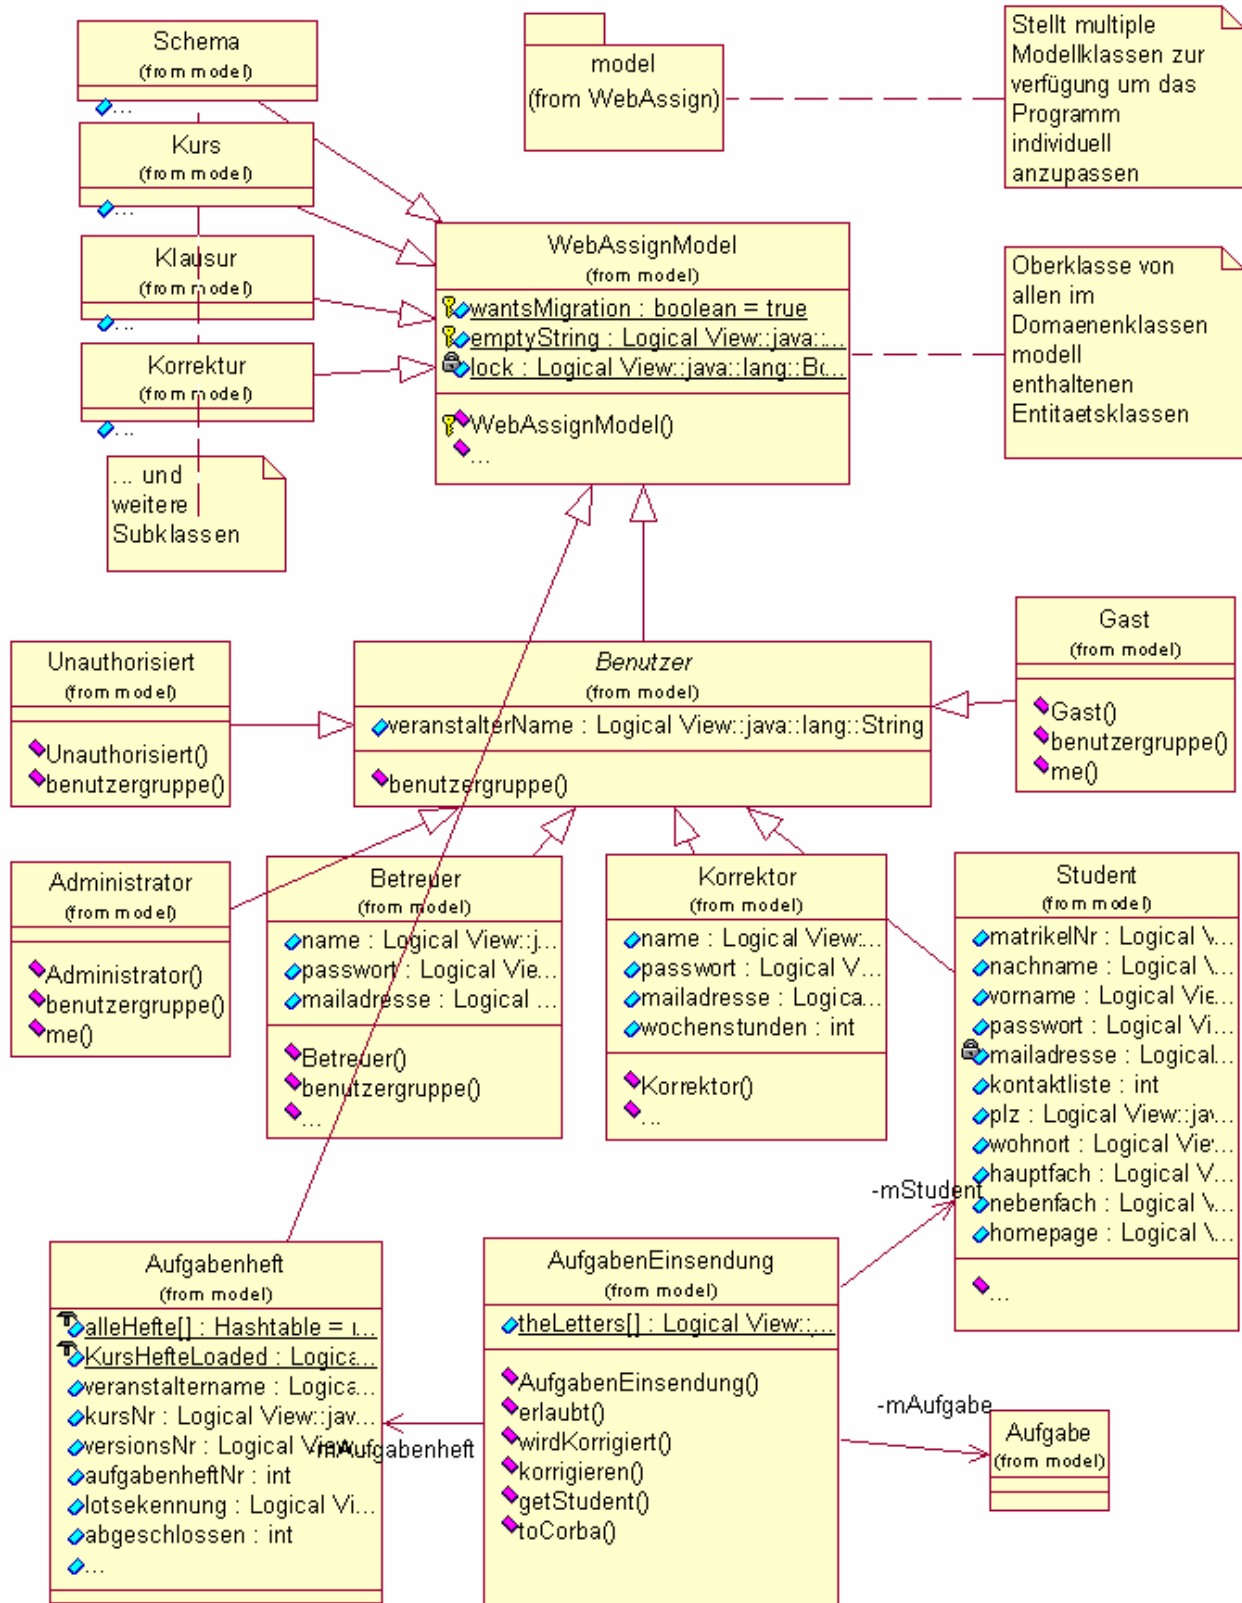 Schema
(from model)
...
Kurs
(from model)
...
Klausur
(from model)
...
Korrektur
(from model)
...
... und
weitere
Subklassen
model
(from WebAssign)
Stellt multiple
Modellklassen zur
verfügung um das
Programm
individuell
anzupassen
WebAssignModel
(from model)
wantsMigration : boolean = true
emptyString : Logical View::java::...
lock : Logical View::java::lang::Bo...
WebAssignModel()
...
Oberklasse von
allen im
Domaenenklassen
modell
enthaltenen
Entitaetsklassen
Unauthorisiert
(from model)
Unauthorisiert()
benutzergruppe()
Benutzer
(from model)
veranstalterName : Logical View::java::lang::String
benutzergruppe()
Gast
(from model)
Gast()
benutzergruppe()
me()
Administrator
(from model)
Administrator()
benutzergruppe()
me()
Betreuer
(from model)
name : Logical View::j...
passwort : Logical Vie...
mailadresse : Logical ...
Betreuer()
benutzergruppe()
...
Korrektor
(from model)
name : Logical View:...
passwort : Logical V...
mailadresse : Logica...
wochenstunden : int
Korrektor()
...
Student
(from model)
matrikelNr : Logical \...
nachname : Logical \...
vorname : Logical Vie...
passwort : Logical Vi...
mailadresse : Logical...
kontaktliste : int
plz : Logical View::jav...
wohnort : Logical Vie...
hauptfach : Logical V...
nebenfach : Logical \...
homepage : Logical \...
...
-mStudent
Aufgabenheft
(from model)
alleHefte[] : Hashtable = ...
KursHefteLoaded : Logica...
veranstaltername : Logica...
kursNr : Logical View::jav...
versionsNr : Logical View...
aufgabenheftNr : int
lotsekennung : Logical Vi...
abgeschlossen : int
...
-mAufgabenheft
AufgabenEinsendung
(from model)
theLetters[] : Logical View::...
AufgabenEinsendung()
erlaubt()
wirdKorrigiert()
korrigieren()
getStudent()
toCorba()
-mAufgabe
Aufgabe
(from model)